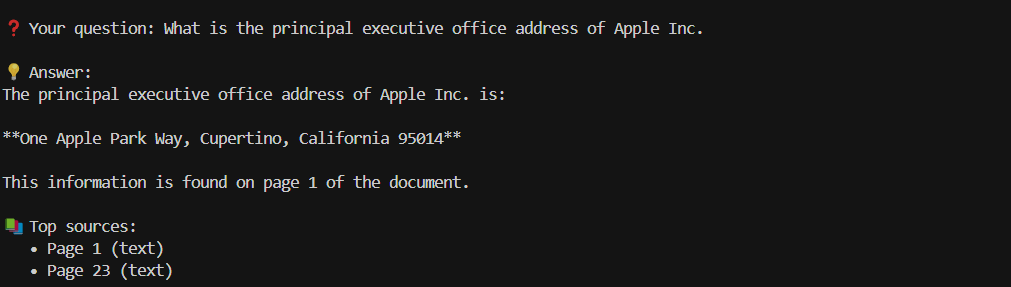 ❓ Your question: What is the principal executive office address of Apple Inc.
💡 Answer:
The principal executive office address of Apple Inc. is:
**One Apple Park Way, Cupertino, California 95014**
This information is found on page 1 of the document.
📚 Top sources:
• Page 1 (text)
• Page 23 (text)